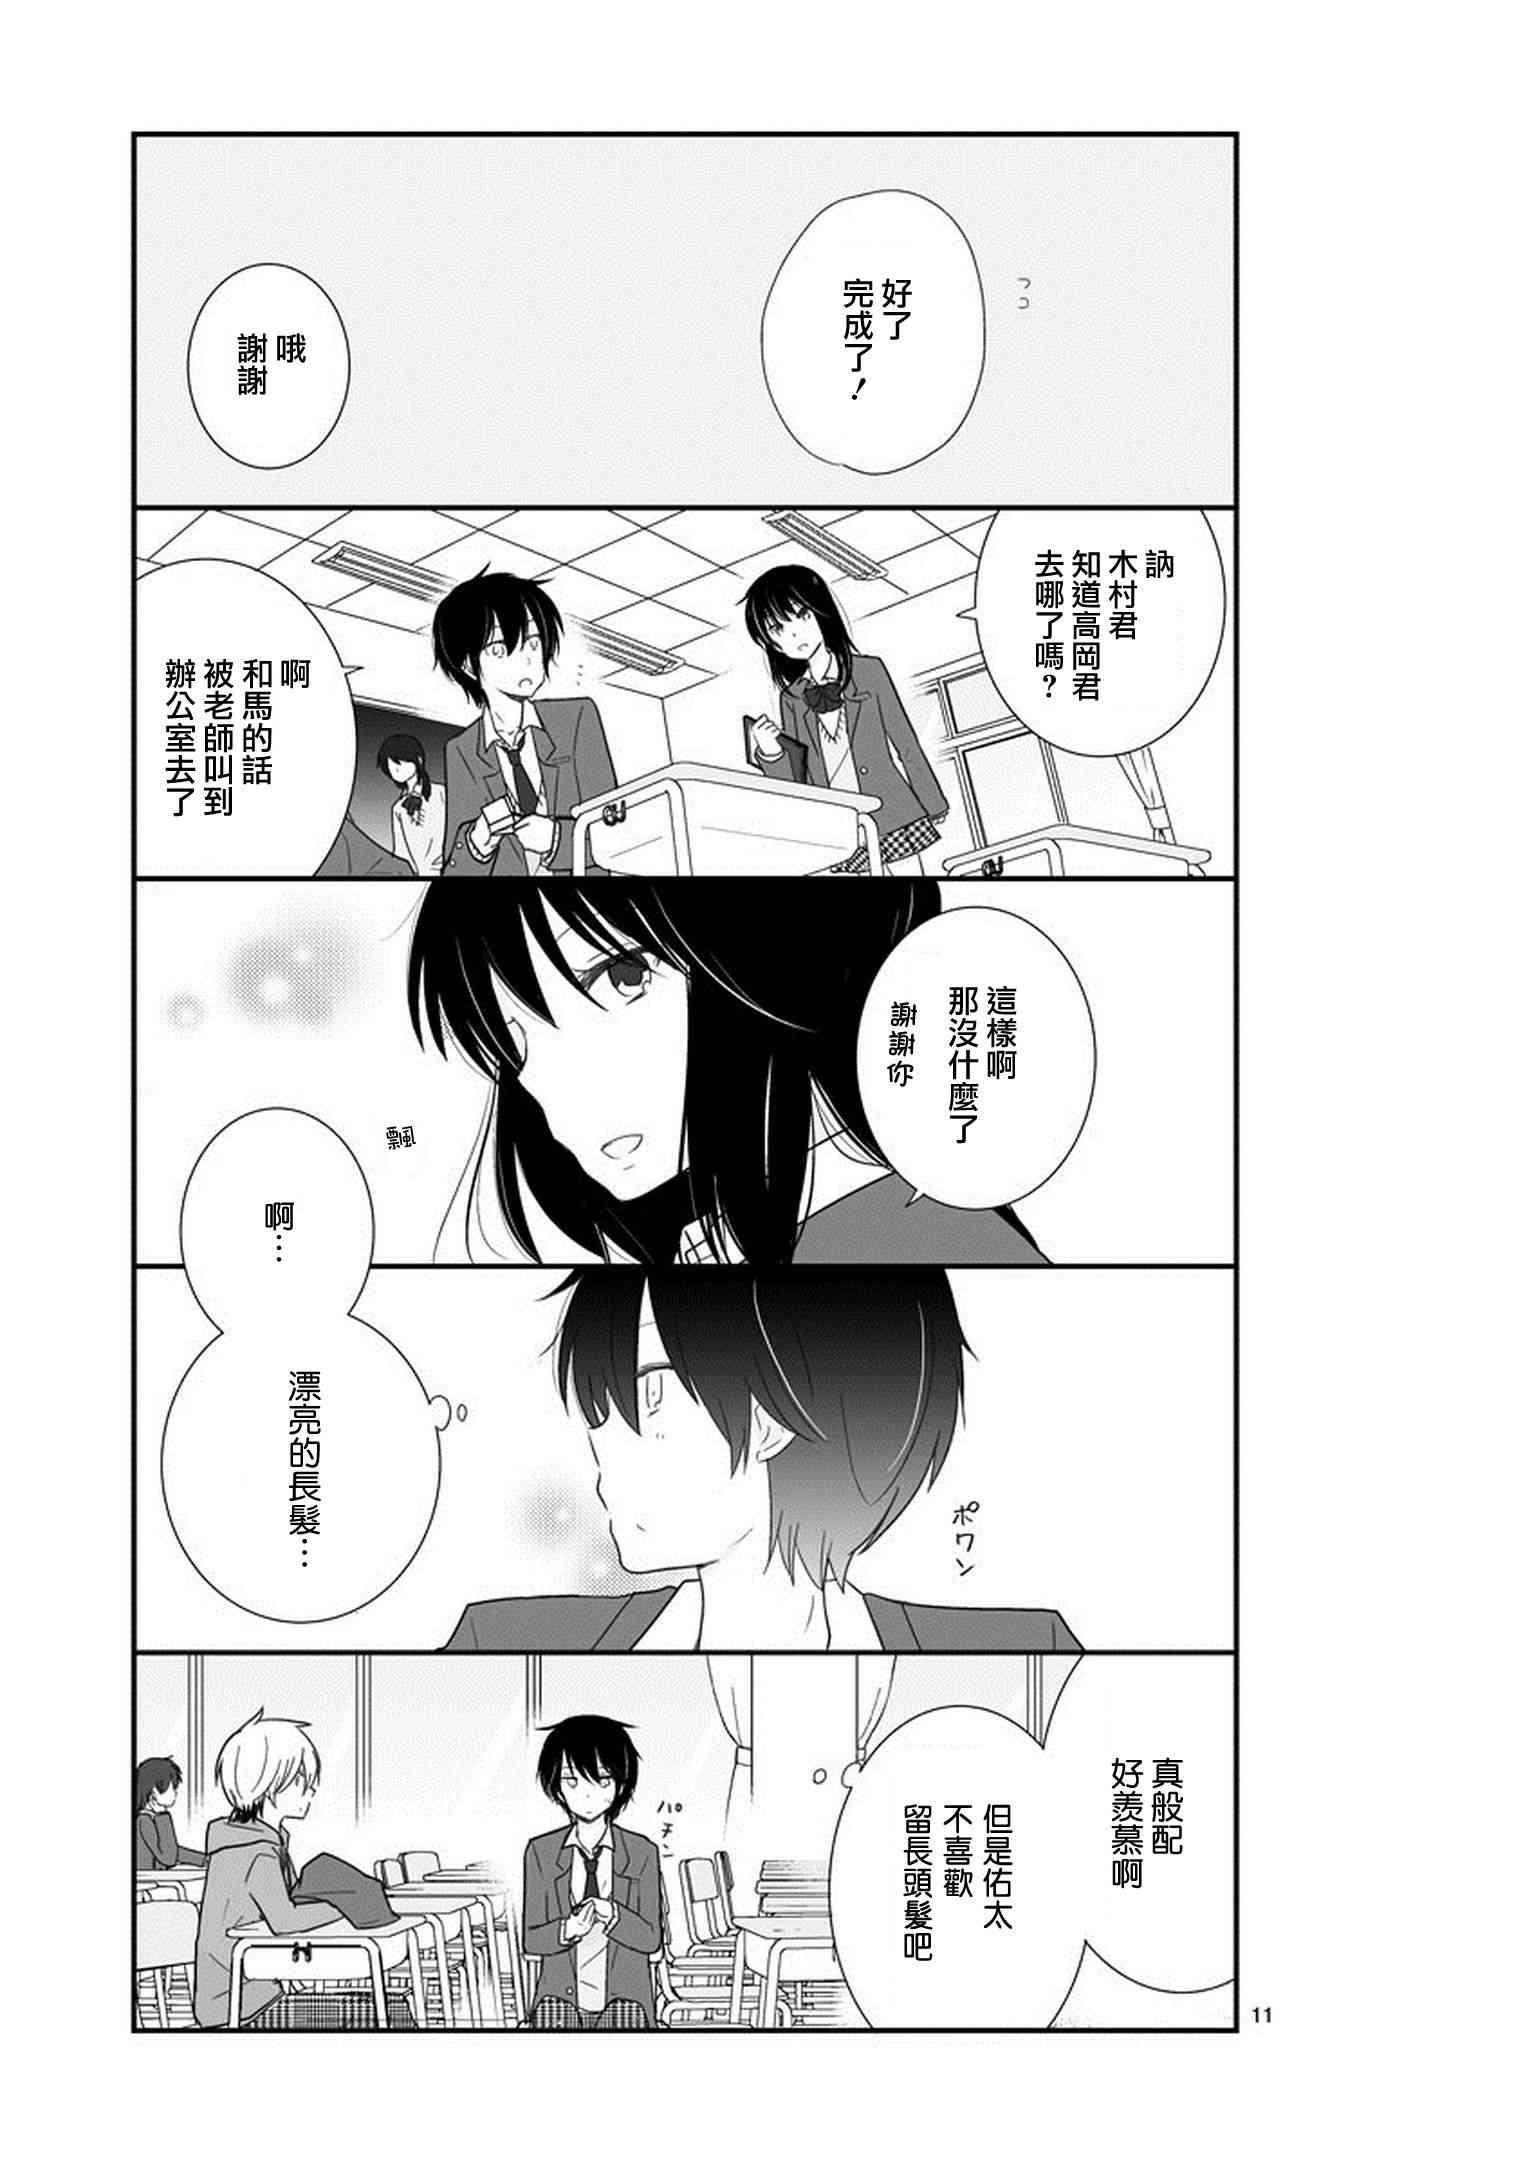 好了
完成了！
ッコ
哦
謝謝
訥
木村君
知道高岡君
去哪了嗎？
啊
和馬的話
被老師叫到
辦公室去了
這樣啊
那沒什麼了
謝謝你
飄
啊…
漂亮的長髮…
ポワン
真般配
好羨慕啊
但是佑太
不喜歡
留長頭髮吧
パチン
11